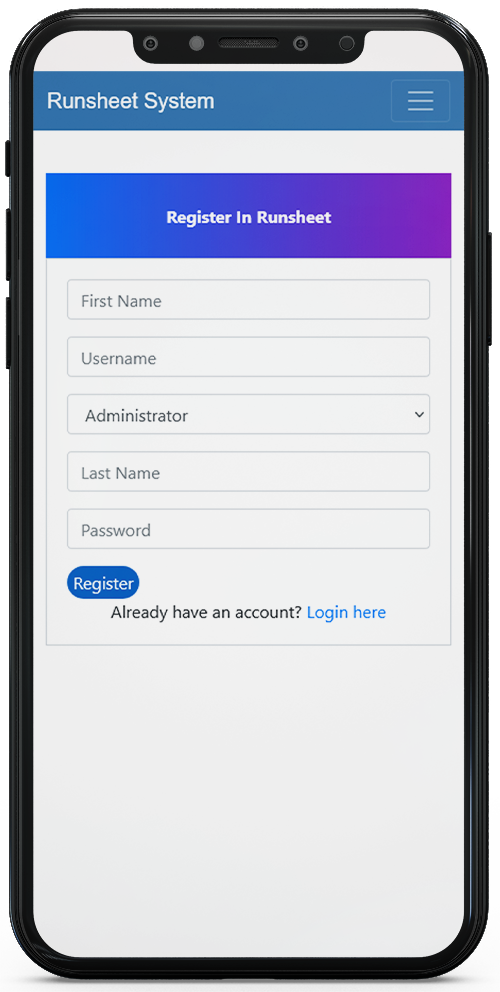 Runsheet System
Register In Runsheet
First Name
Username
Administrator
Last Name
Password
Register
Already have an account? Login here